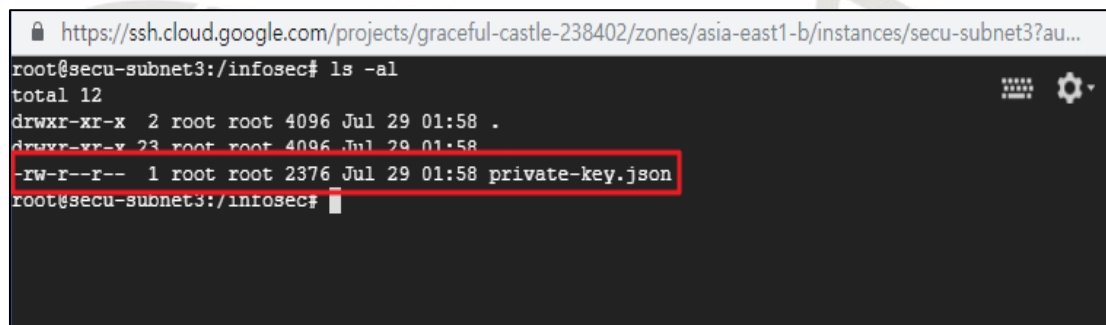 https://ssh.cloud.google.com/projects/graceful-castle-238402/zones/asia-east1-b/instances/secu-subnet3?au...
root@secu-subnet3:/infosec# ls -al
total 12
drwxr-xr-x 2 root root 4096 Jul 29 01:58 .
drwxr-xr-x 23 root root 4096 Jul 29 01:58
-rw-r--r-- 1 root root 2376 Jul 29 01:58 private-key.json
root@secu-subnet3:/infosec#